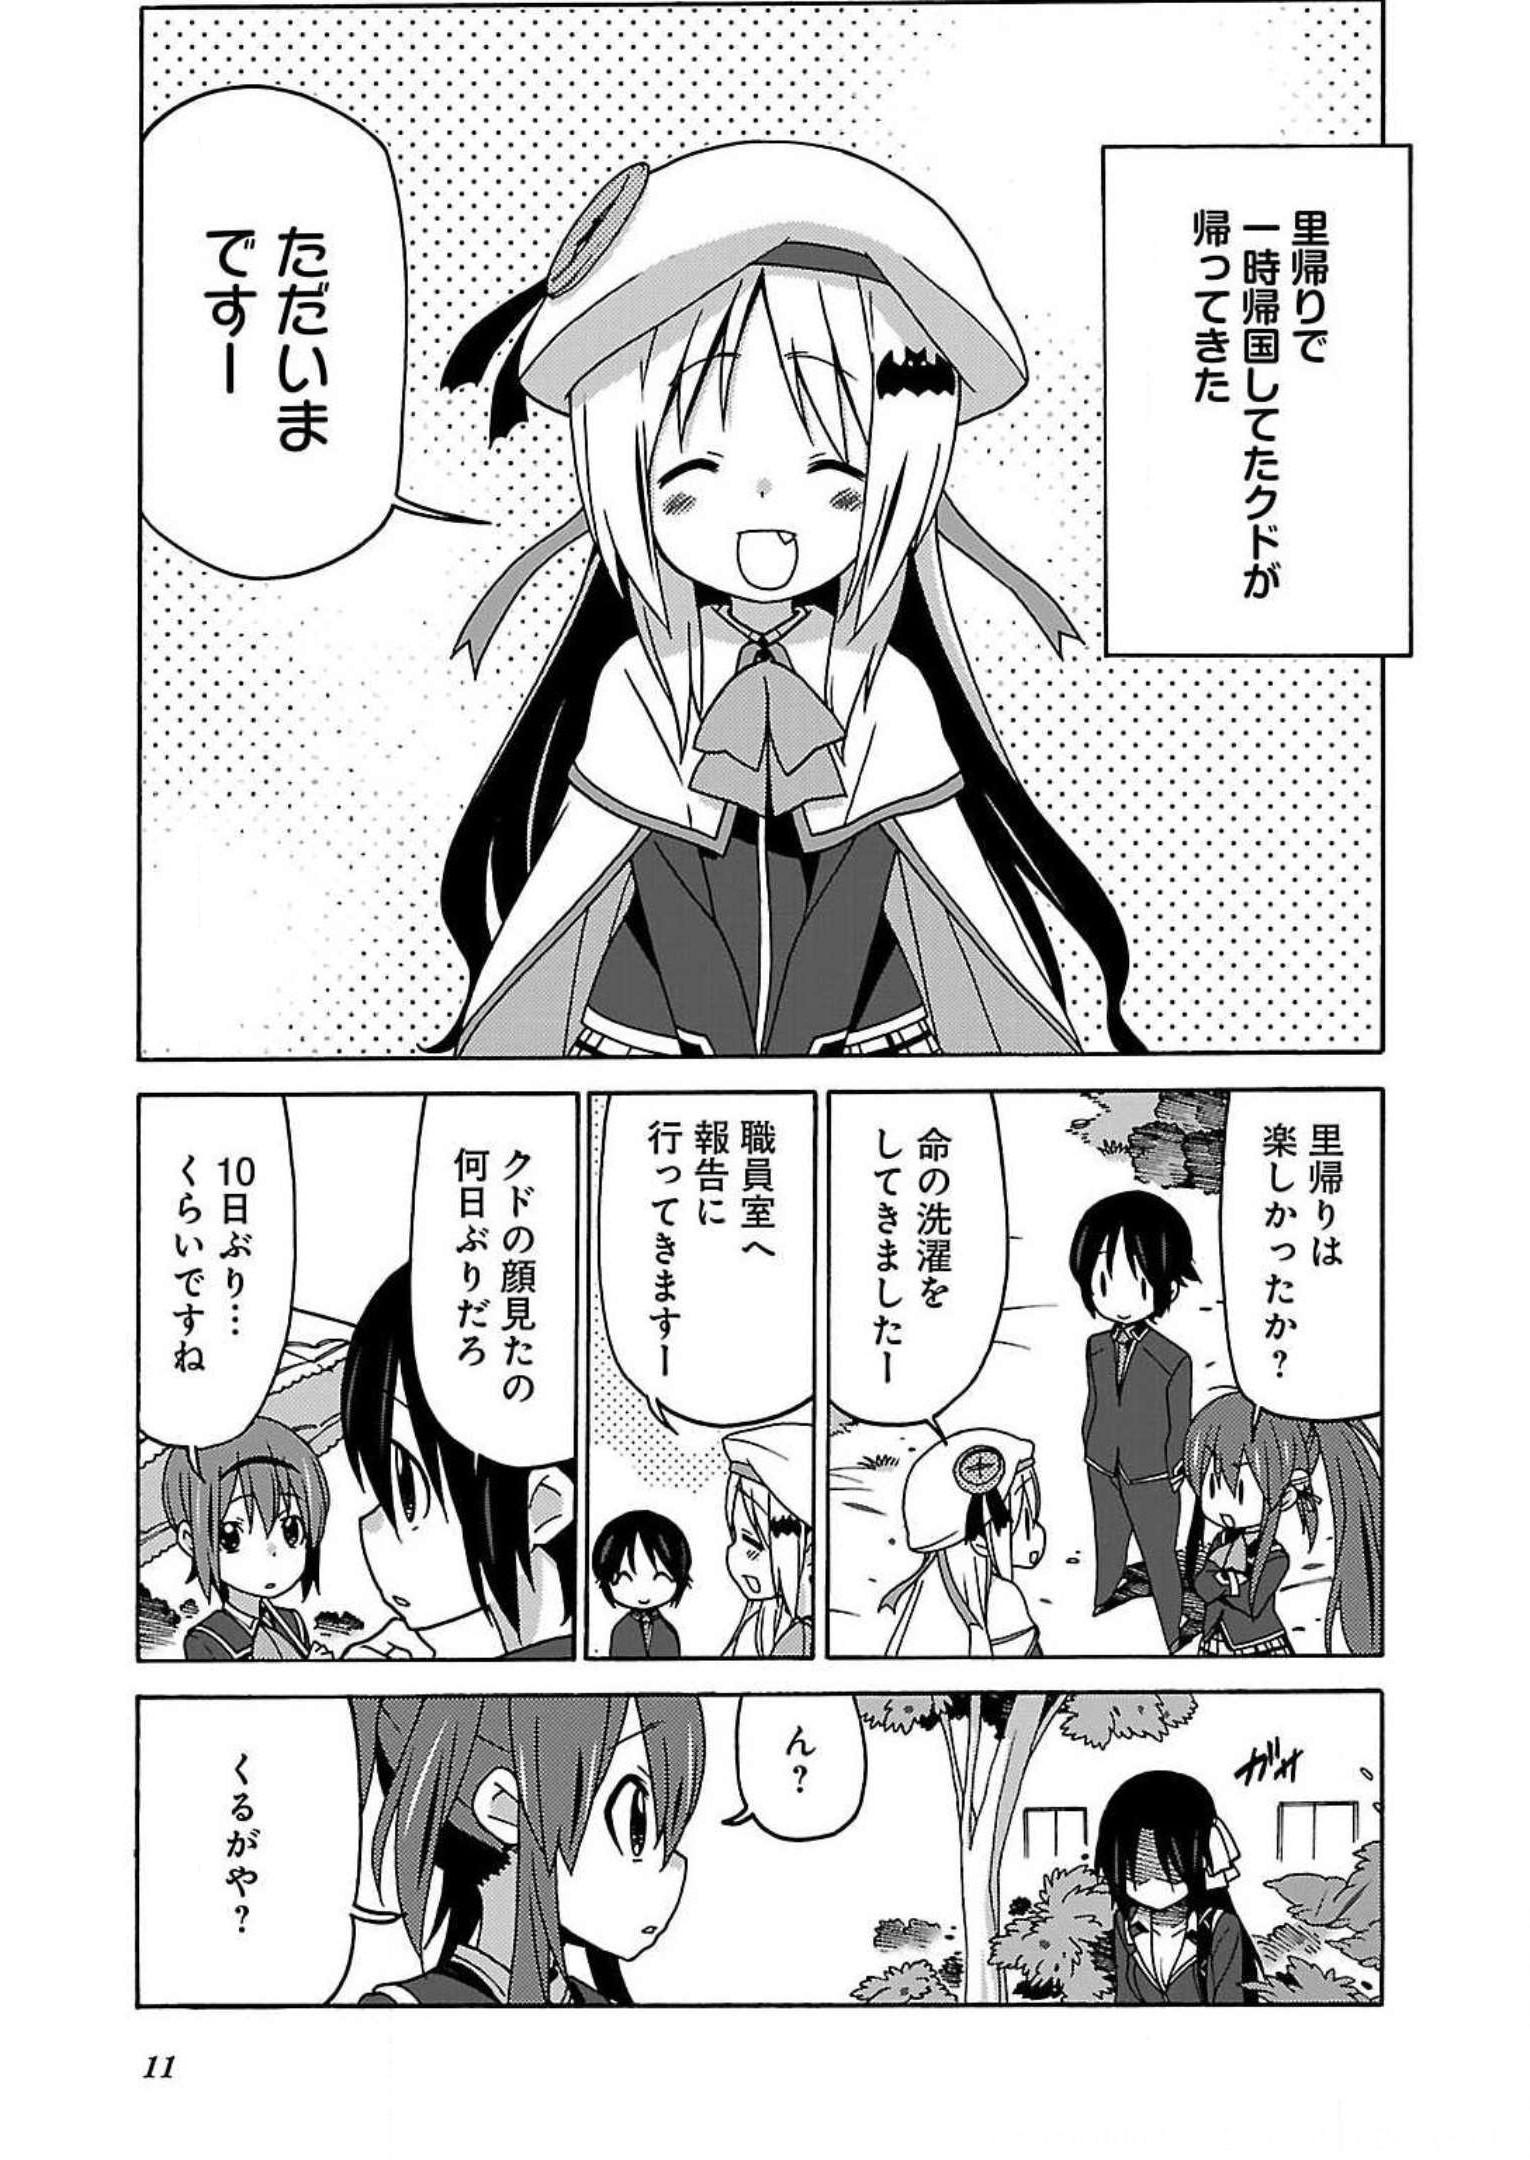 里帰りで
一時帰国してたクドが
帰ってきた
ただいま
ですー
里帰りは
楽しかったか?
命の洗濯を
してきましたー
職員室へ
報告に
行ってきますー
クドの顔見たの
何日ぶりだろ
10日ぶり…
くらいですね
ガサ
ん?
くるがや?
11